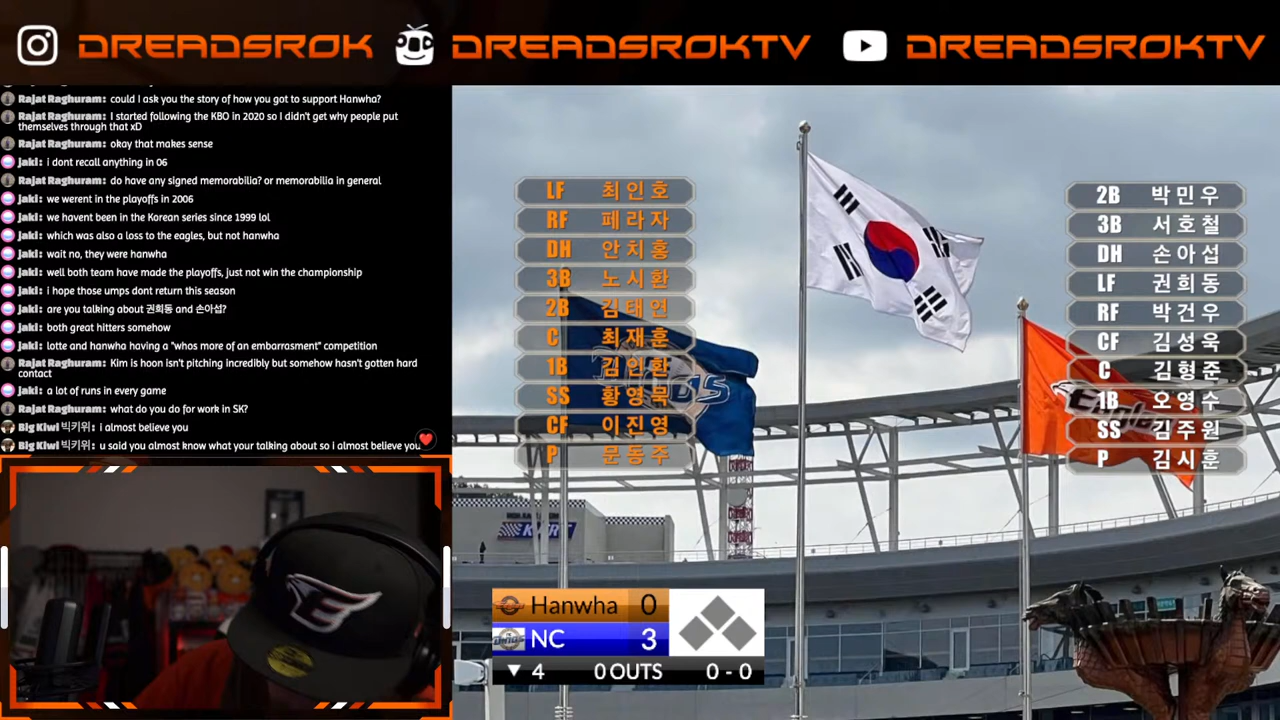 DREADSROK
DREADSROKTV
DREADSROKTV
Rajat Raghuram: could I ask you the story of how you got to support Hanwha?
Rajat Raghuram: I started following the KBO in 2020 so I didn't get why people put
themselves through that xD
Rajat Raghuram: okay that makes sense
Jaki: i dont recall anything in 06
Rajat Raghuram: do have any signed memorabilia? or memorabilia in general
Jaki: we werent in the playoffs in 2006
Jaki: we havent been in the Korean series since 1999 lol
Jaki: which was also a loss to the eagles, but not hanwha
Jaki: wait no, they were hanwha
Jaki: well both team have made the playoffs, just not win the championship
Jaki: i hope those umps dont return this season
Jaki: are you talking about 권희동 and 손아섭?
Jaki: both great hitters somehow
Jaki: lotte and hanwha having a "whos more of an embarrasment" competition
Rajat Raghuram: Kim is hoon isn't pitching incredibly but somehow hasn't gotten hard
contact
Jaki: a lot of runs in every game
Rajat Raghuram: what do you do for work in SK?
Big Kiwi 빅키위: i almost believe you
Big Kiwi 빅키위: u said you almost know what your talking about so i almost believe you
LF 최인호
RF 페라자
DH 안치홍
3B 노시환
2B 김태연
C 최재훈
1B 김인환
SS 황영묵
CF 이진영
P 문동주
2B 박민우
3B 서호철
DH 손아섭
LF 권희동
RF 박건우
CF 김성욱
C 김형준
1B 오영수
SS 김주원
P 김시훈
Hanwha 0
NC 3
▼ 4 0 OUTS 0 - 0